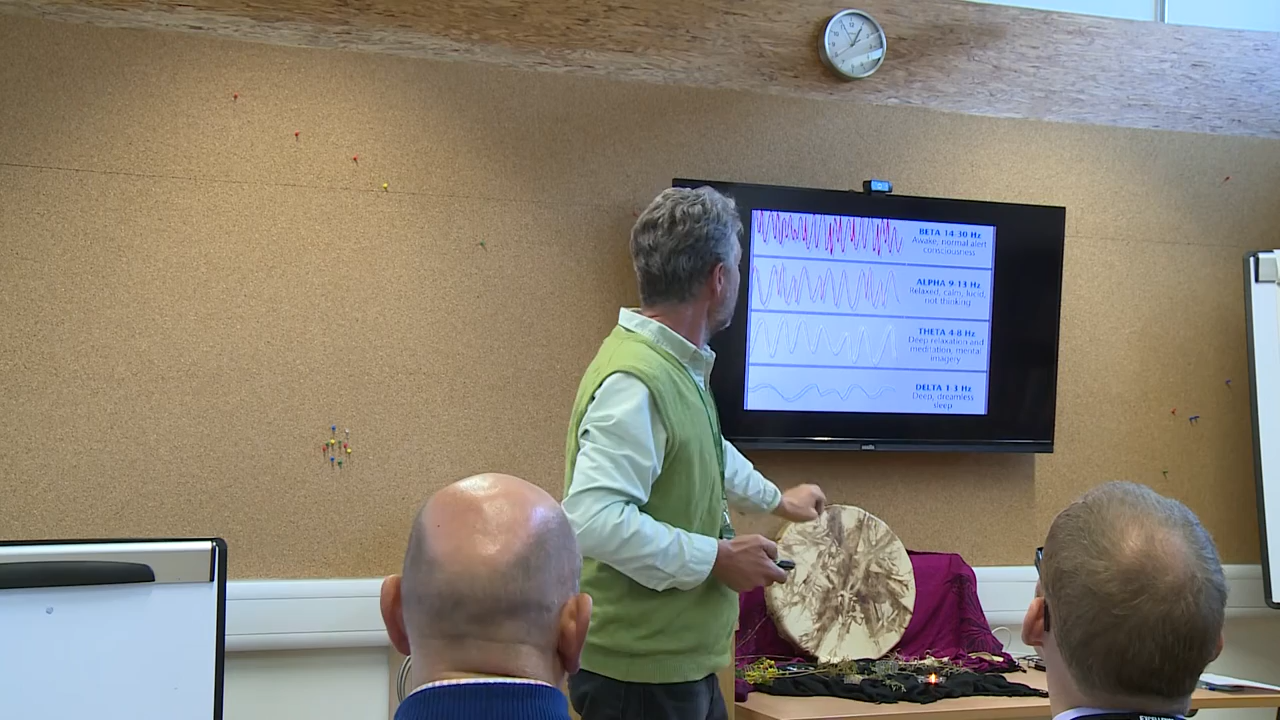 BETA 14-30 Hz
Awake, normal alert
consciousness
ALPHA 9-13 Hz
Relaxed, calm, lucid,
not thinking
THETA 4-8 Hz
Deep relaxation and
meditation, mental
imagery
DELTA 1-3 Hz
Deep, dreamless
sleep